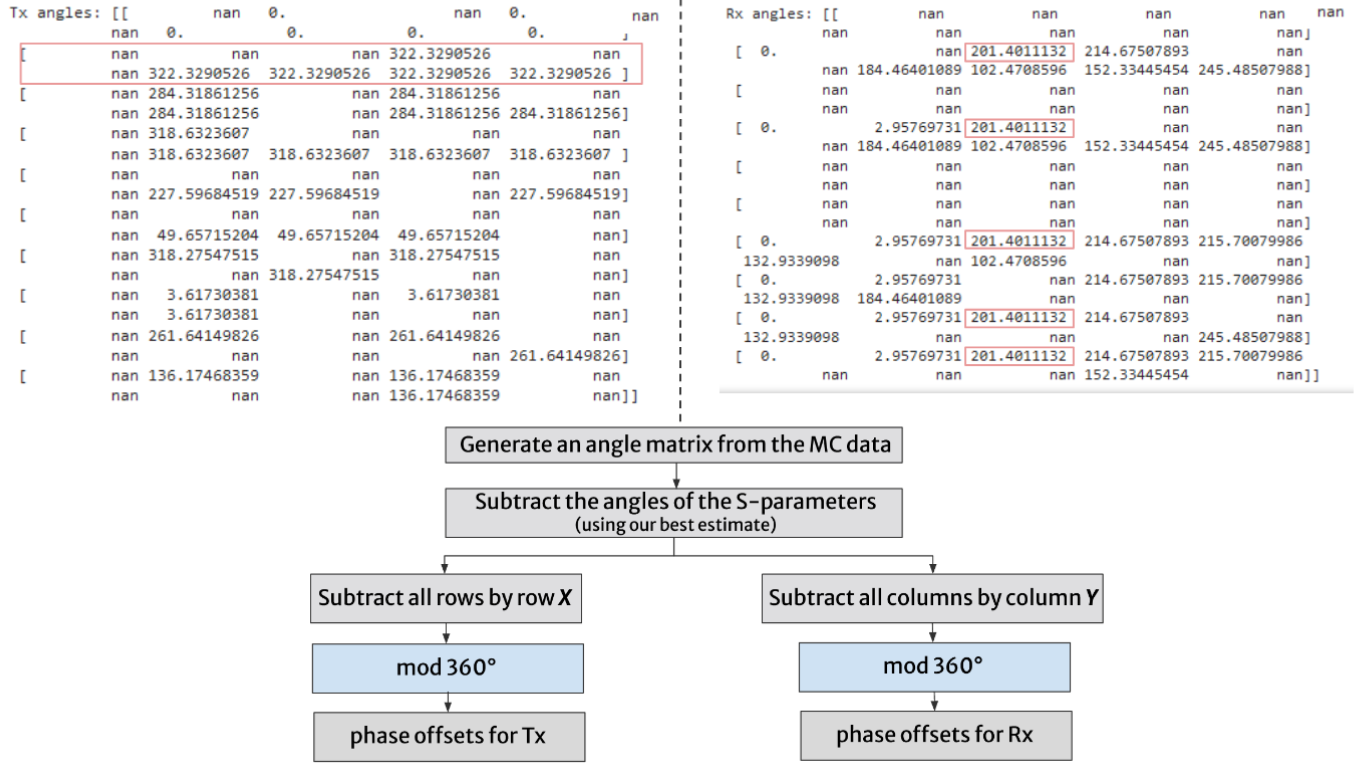 Tx angles: [[ nan 0. nan 0. nan
nan 0. 0. 0. 0. ]
[ nan nan nan 322.3290526 nan
nan 322.3290526 322.3290526 322.3290526 322.3290526 ]
[ nan 284.31861256 nan 284.31861256 nan
nan 284.31861256 nan 284.31861256 284.31861256]
[ nan 318.6323607 nan nan nan
nan 318.6323607 318.6323607 318.6323607 318.6323607 ]
[ nan nan nan nan nan
nan 227.59684519 227.59684519 nan 227.59684519]
[ nan nan nan nan nan
nan 49.65715204 49.65715204 49.65715204 nan]
[ nan 318.27547515 nan 318.27547515 nan
nan nan 318.27547515 nan nan]
[ nan 3.61730381 nan 3.61730381 nan
nan 3.61730381 nan nan nan]
[ nan 261.64149826 nan 261.64149826 nan
nan nan nan nan 261.64149826]
[ nan 136.17468359 nan 136.17468359 nan
nan nan nan 136.17468359 nan]]
Rx angles: [[ nan nan nan nan nan
nan nan nan nan nan]
[ 0. nan 201.4011132 214.67507893 nan
nan 184.46401089 102.4708596 152.33445454 245.48507988]
[ nan nan nan nan
nan nan nan nan nan]
[ 0. 2.95769731 201.4011132 nan nan
nan 184.46401089 102.4708596 152.33445454 245.48507988]
[ nan nan nan nan
nan nan nan nan nan]
[ nan nan nan nan
nan nan nan nan nan]
[ 0. 2.95769731 201.4011132 214.67507893 215.70079986
132.9339098 nan 102.4708596 nan nan]
[ 0. 2.95769731 nan 214.67507893 215.70079986
132.9339098 184.46401089 nan nan nan]
[ 0. 2.95769731 201.4011132 214.67507893 nan
132.9339098 nan nan nan 245.48507988]
[ 0. 2.95769731 201.4011132 214.67507893 215.70079986
nan nan nan 152.33445454 nan]]
Generate an angle matrix from the MC data
Subtract the angles of the S-parameters
(using our best estimate)
Subtract all rows by row X
Subtract all columns by column Y
mod 360°
mod 360°
phase offsets for Tx
phase offsets for Rx